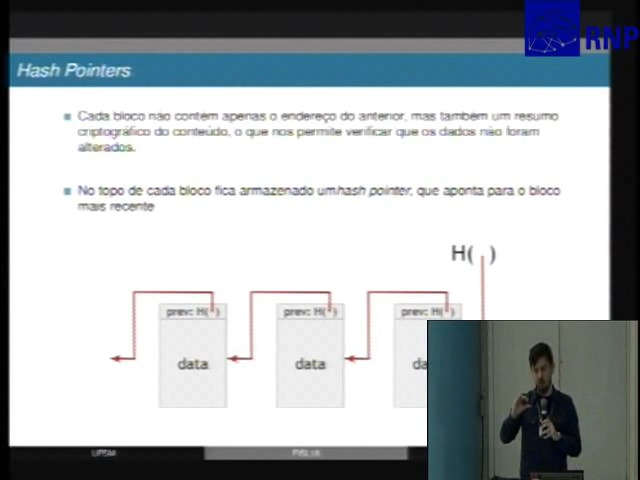 RNP
Hash Pointers
Cada bloco não contém apenas o endereço do anterior, mas também um resumo
criptográfico do conteúdo, o que nos permite verificar que os dados não foram
alterados.
No topo de cada bloco fica armazenado um hash pointer, que aponta para o bloco
mais recente
H( )
prev: H( ) prev: H( ) prev: H( )
data data da
UFSM